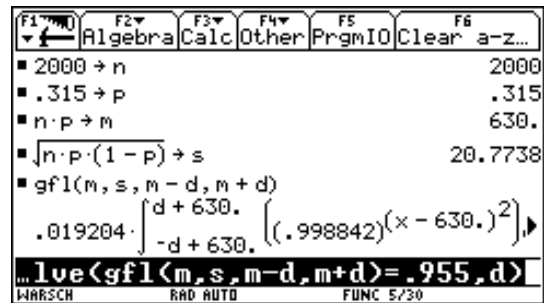 F1 F2 F3 F4 F5 F6
Algebra Calc Other PrgmIO Clear a-z…
▪ 2000 → n 2000
▪ .315 → p .315
▪ n·p → m 630.
▪ √(n·p·(1 - p)) → s 20.7738
▪ gfl(m, s, m - d, m + d)
.019204·∫ d + 630. -d + 630. ((.998842)^(x - 630.)^2),▶
…lve(gfl(m,s,m-d,m+d)=.955,d)
WARSCH RAD AUTO FUNC 5/30